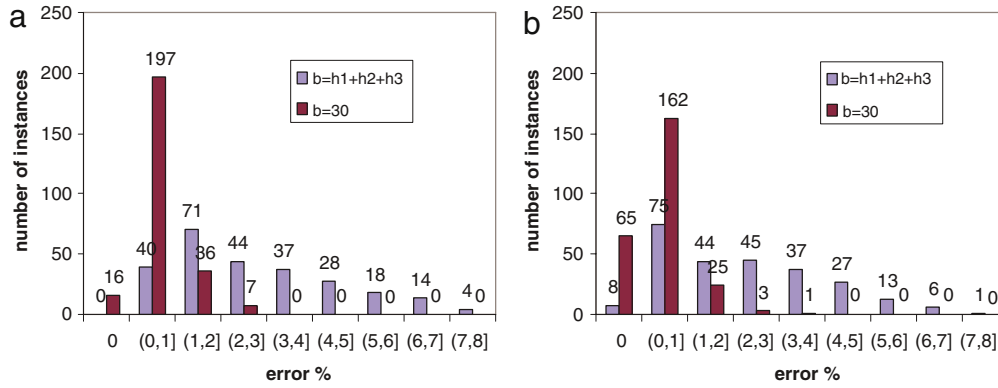 a
250
200
150
100
50
0
number of instances
b=h1+h2+h3
b=30
0 16
40 197
71 36
44 7
37 0
28 0
18 0
14 0
4 0
0 (0,1] (1,2] (2,3] (3,4] (4,5] (5,6] (6,7] (7,8]
error %
b
250
200
150
100
50
0
number of instances
b=h1+h2+h3
b=30
8 65
75 162
44 25
45 3
37 1
27 0
13 0
6 0
1 0
0 (0,1] (1,2] (2,3] (3,4] (4,5] (5,6] (6,7] (7,8]
error %